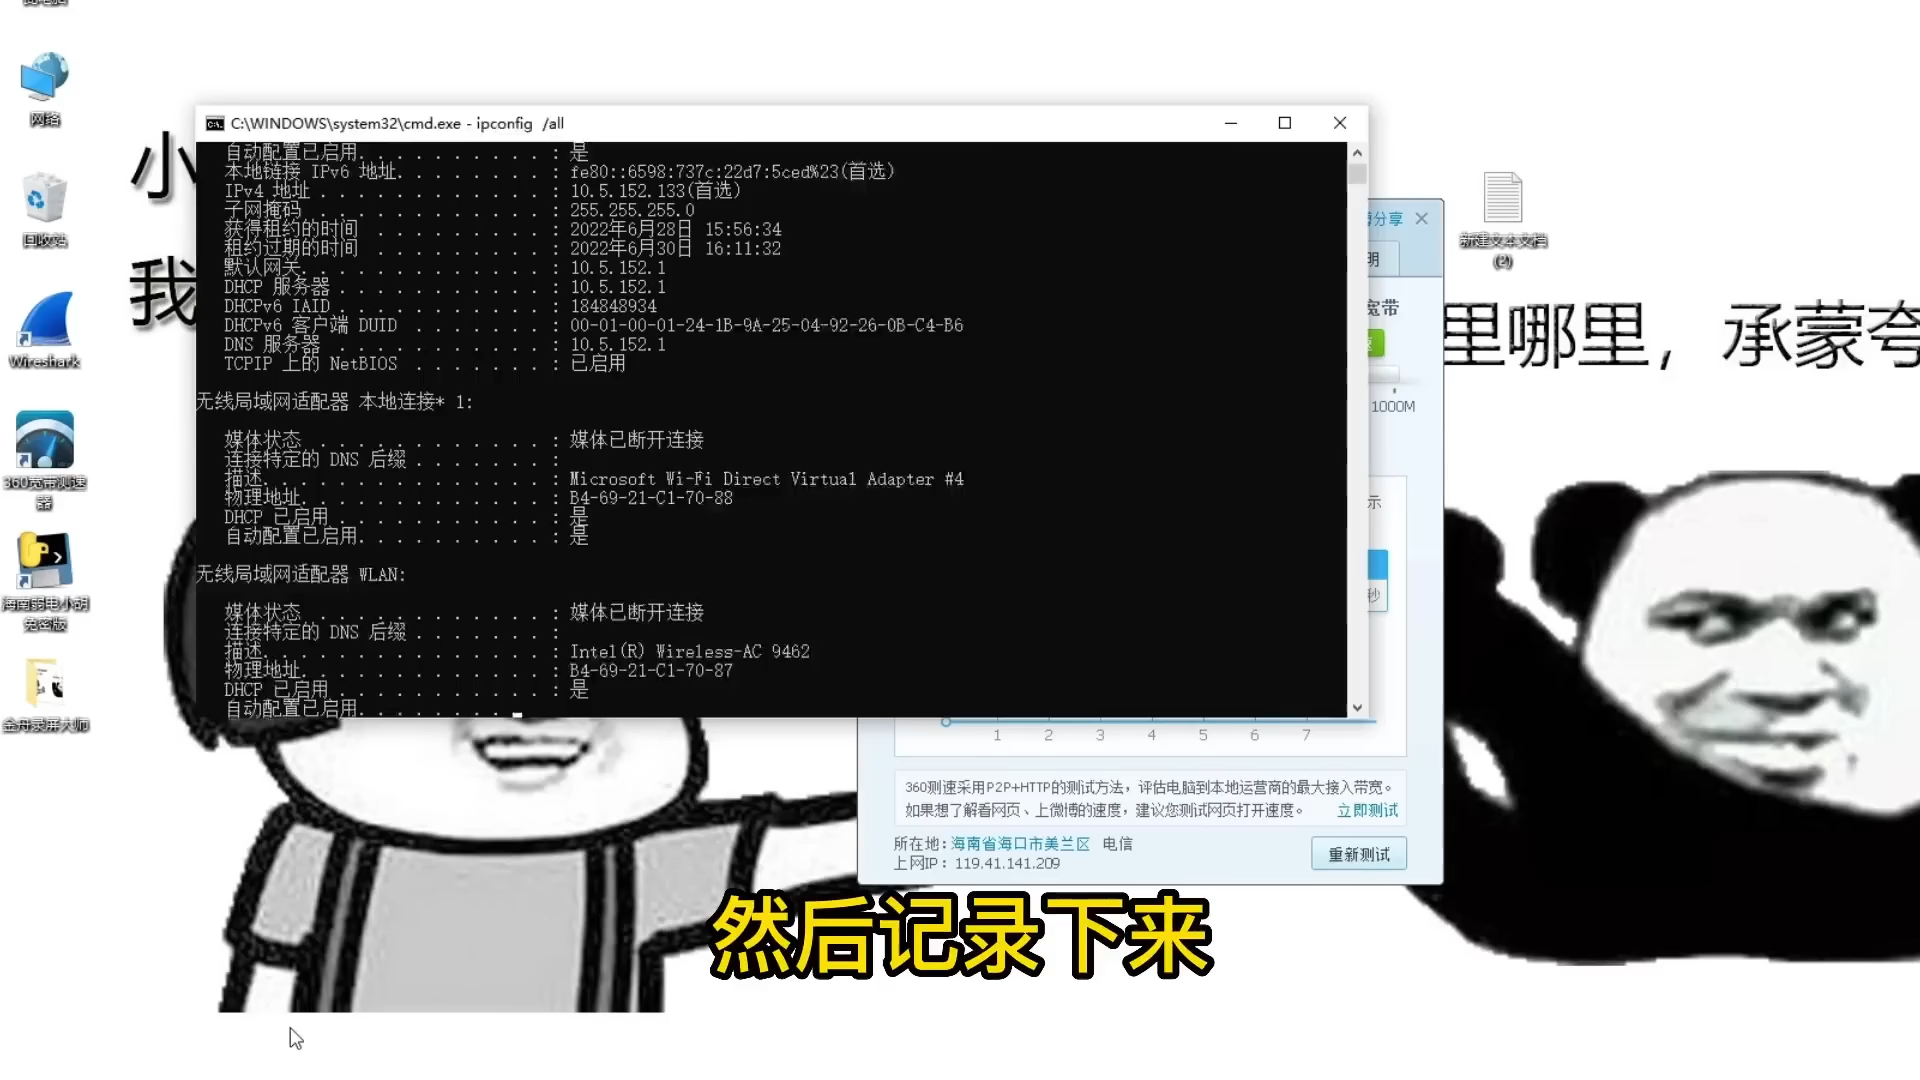 网络
回收站
Wireshark
360宽带测速
器
海南弱电小胡
免密版
金舟录屏大师
小
我
C:\WINDOWS\system32\cmd.exe - ipconfig /all
自动配置已启用. . . . . . . . . . : 是
本地链接 IPv6 地址. . . . . . . . : fe80::6598:737c:22d7:5ced%23(首选)
IPv4 地址 . . . . . . . . . . . . : 10.5.152.133(首选)
子网掩码 . . . . . . . . . . . . : 255.255.255.0
获得租约的时间 . . . . . . . . . : 2022年6月28日 15:56:34
租约过期的时间 . . . . . . . . . : 2022年6月30日 16:11:32
默认网关. . . . . . . . . . . . . : 10.5.152.1
DHCP 服务器 . . . . . . . . . . . : 10.5.152.1
DHCPv6 IAID . . . . . . . . . . . : 184848934
DHCPv6 客户端 DUID . . . . . . . : 00-01-00-01-24-1B-9A-25-04-92-26-0B-C4-B6
DNS 服务器 . . . . . . . . . . . : 10.5.152.1
TCPIP 上的 NetBIOS . . . . . . . : 已启用
无线局域网适配器 本地连接* 1:
媒体状态 . . . . . . . . . . . . : 媒体已断开连接
连接特定的 DNS 后缀 . . . . . . . :
描述. . . . . . . . . . . . . . . : Microsoft Wi-Fi Direct Virtual Adapter #4
物理地址. . . . . . . . . . . . . : B4-69-21-C1-70-88
DHCP 已启用 . . . . . . . . . . . : 是
自动配置已启用. . . . . . . . . . : 是
无线局域网适配器 WLAN:
媒体状态 . . . . . . . . . . . . : 媒体已断开连接
连接特定的 DNS 后缀 . . . . . . . :
描述. . . . . . . . . . . . . . . : Intel(R) Wireless-AC 9462
物理地址. . . . . . . . . . . . . : B4-69-21-C1-70-87
DHCP 已启用 . . . . . . . . . . . : 是
自动配置已启用. . . . . . . . .
分享
明
宽带
1000M
示
秒
1 2 3 4 5 6 7
360测速采用P2P+HTTP的测试方法，评估电脑到本地运营商的最大接入带宽。
如果想了解看网页、上微博的速度，建议您测试网页打开速度。 立即测试
所在地: 海南省海口市美兰区 电信
上网IP: 119.41.141.209
重新测试
新建文本文档
(2)
里哪里，承蒙夸
然后记录下来